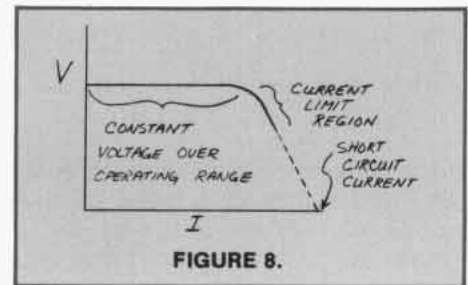 V
CURRENT
LIMIT
REGION
CONSTANT
VOLTAGE OVER
OPERATING RANGE
SHORT
CIRCUIT
CURRENT
I
FIGURE 8.